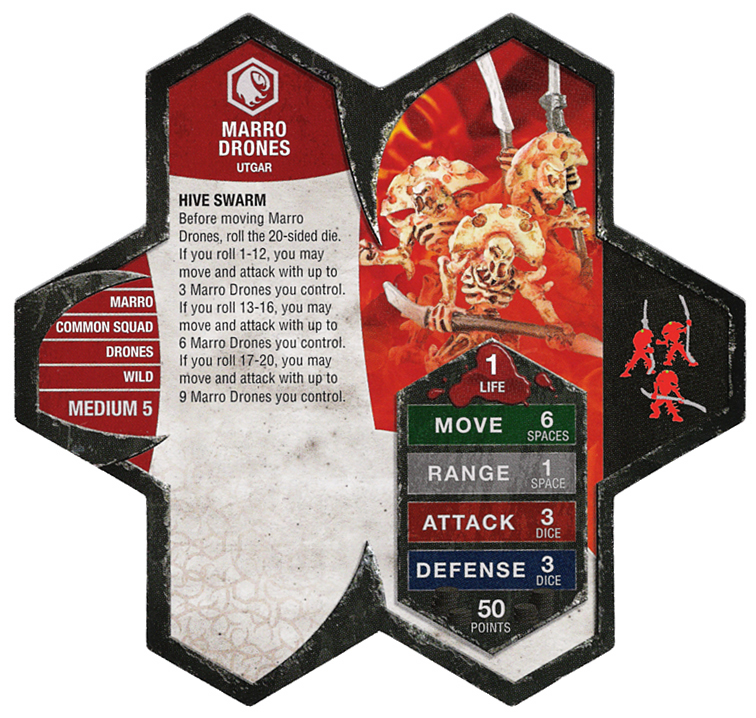 MARRO
DRONES
UTGAR
HIVE SWARM
Before moving Marro
Drones, roll the 20-sided die.
If you roll 1-12, you may
move and attack with up to
3 Marro Drones you control.
If you roll 13-16, you may
move and attack with up to
6 Marro Drones you control.
If you roll 17-20, you may
move and attack with up to
9 Marro Drones you control.
MARRO
COMMON SQUAD
DRONES
WILD
MEDIUM 5
1
LIFE
MOVE 6
SPACES
RANGE 1
SPACE
ATTACK 3
DICE
DEFENSE 3
DICE
50
POINTS